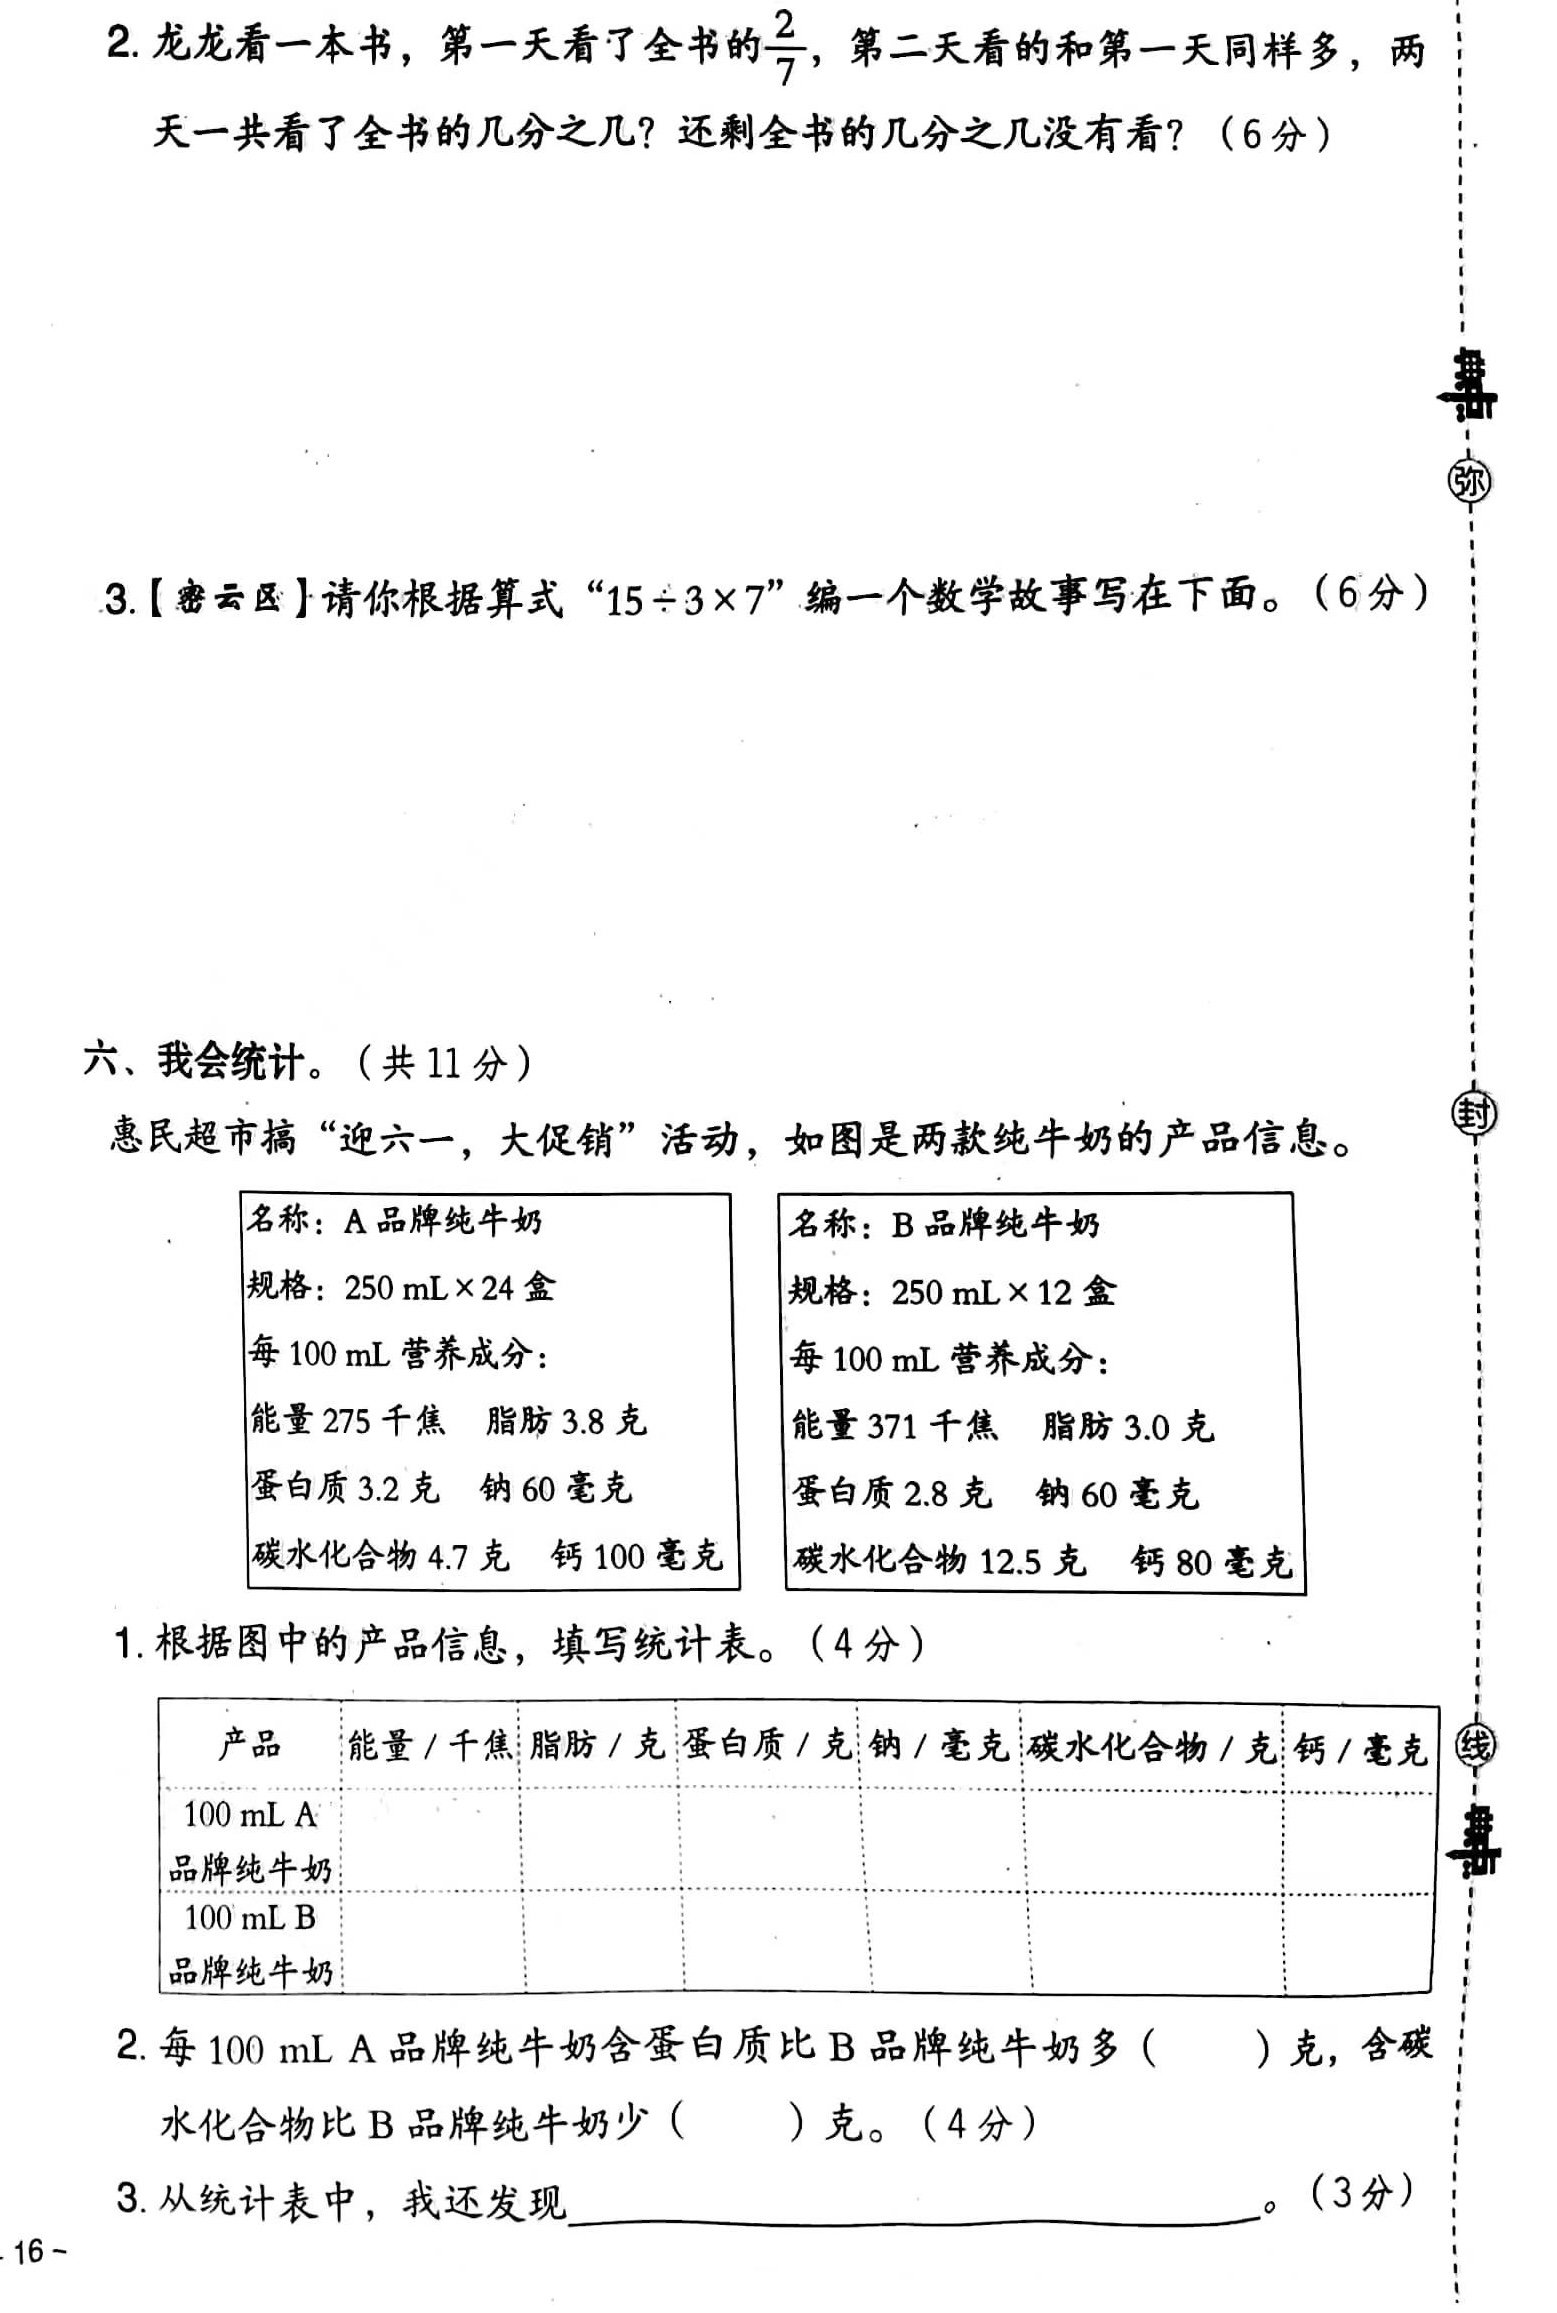 2. 龙龙看一本书，第一天看了全书的2/7，第二天看的和第一天同样多，两
天一共看了全书的几分之几？还剩全书的几分之几没有看？（6分）
弥
3.【密云区】请你根据算式“15÷3×7”编一个数学故事写在下面。（6分）
六、我会统计。（共11分）
封
惠民超市搞“迎六一，大促销”活动，如图是两款纯牛奶的产品信息。
名称：A品牌纯牛奶
规格：250 mL×24盒
每100 mL营养成分：
能量275千焦 脂肪3.8克
蛋白质3.2克 钠60毫克
碳水化合物4.7克 钙100毫克
名称：B品牌纯牛奶
规格：250 mL×12盒
每100 mL营养成分：
能量371千焦 脂肪3.0克
蛋白质2.8克 钠60毫克
碳水化合物12.5克 钙80毫克
1. 根据图中的产品信息，填写统计表。（4分）
产品 能量/千焦 脂肪/克 蛋白质/克 钠/毫克 碳水化合物/克 钙/毫克
线
100 mL A
品牌纯牛奶
100 mL B
品牌纯牛奶
2. 每100 mL A品牌纯牛奶含蛋白质比B品牌纯牛奶多（ ）克，含碳
水化合物比B品牌纯牛奶少（ ）克。（4分）
3. 从统计表中，我还发现____________________。（3分）
- 16 -